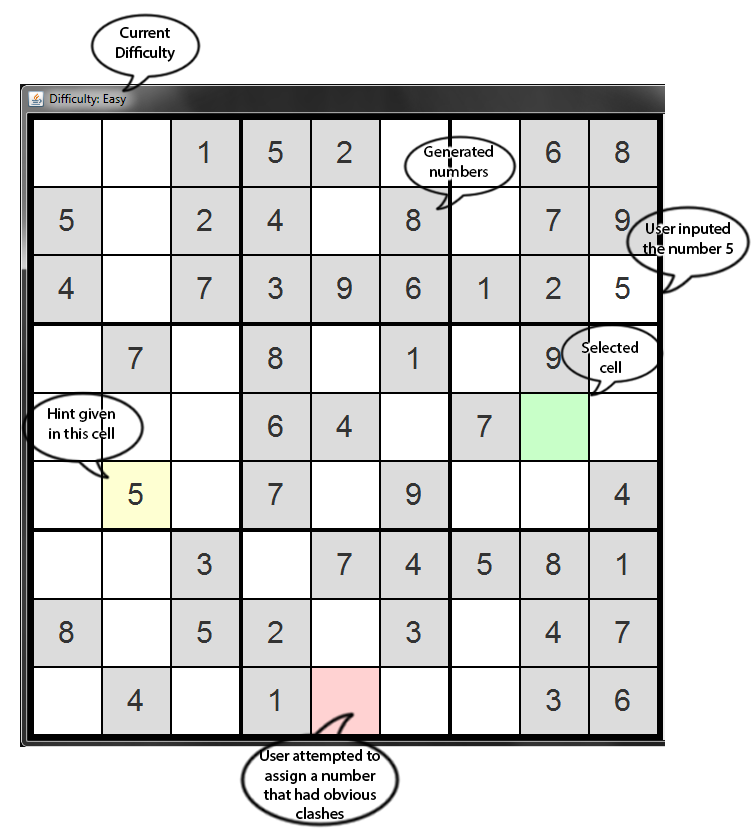 Current
Difficulty
Difficulty: Easy
1 5 2 6 8
Generated
numbers
5 2 4 8 7 9
User inputed
the number 5
4 7 3 9 6 1 2 5
7 8 1 9
Selected
cell
Hint given
in this cell
6 4 7
5 7 9 4
3 7 4 5 8 1
8 5 2 3 4 7
4 1 3 6
User attempted to
assign a number
that had obvious
clashes